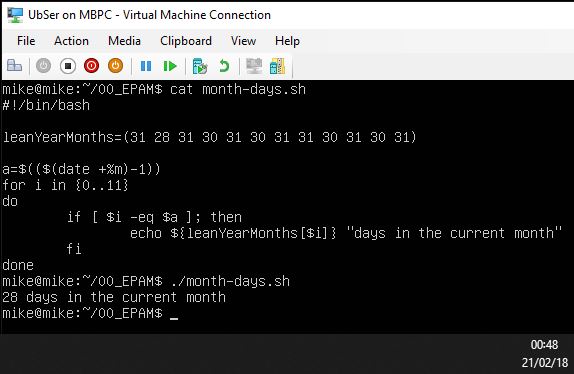 UbSer on MBPC - Virtual Machine Connection
File Action Media Clipboard View Help
mike@mike:~/00_EPAM$ cat month-days.sh
#!/bin/bash
leanYearMonths=(31 28 31 30 31 30 31 31 30 31 30 31)
a=$(($(date +%m)-1))
for i in {0..11}
do
if [ $i -eq $a ]; then
echo ${leanYearMonths[$i]} "days in the current month"
fi
done
mike@mike:~/00_EPAM$ ./month-days.sh
28 days in the current month
mike@mike:~/00_EPAM$ _
00:48
21/02/18